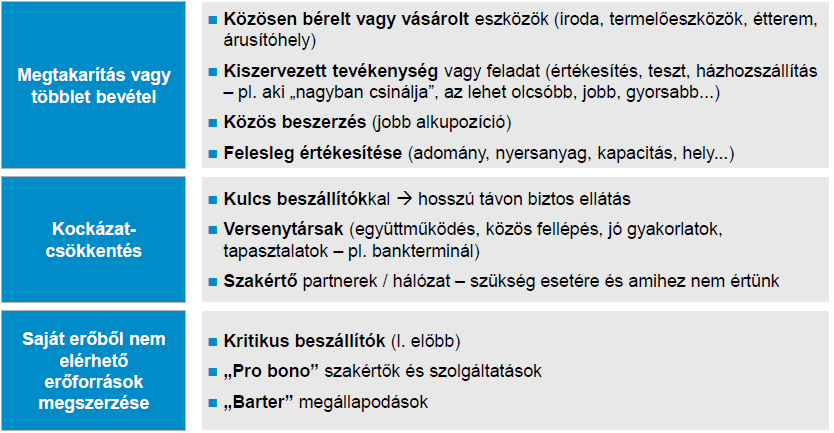 Megtakarítás vagy
többlet bevétel
■ Közösen bérelt vagy vásárolt eszközök (iroda, termelőeszközök, étterem,
árusítóhely)
■ Kiszervezett tevékenység vagy feladat (értékesítés, teszt, házhozszállítás
– pl. aki „nagyban csinálja”, az lehet olcsóbb, jobb, gyorsabb...)
■ Közös beszerzés (jobb alkupozíció)
■ Felesleg értékesítése (adomány, nyersanyag, kapacitás, hely...)
Kockázat-
csökkentés
■ Kulcs beszállítókkal → hosszú távon biztos ellátás
■ Versenytársak (együttműködés, közös fellépés, jó gyakorlatok,
tapasztalatok – pl. bankterminál)
■ Szakértő partnerek / hálózat – szükség esetére és amihez nem értünk
Saját erőből nem
elérhető
erőforrások
megszerzése
■ Kritikus beszállítók (l. előbb)
■ „Pro bono” szakértők és szolgáltatások
■ „Barter” megállapodások